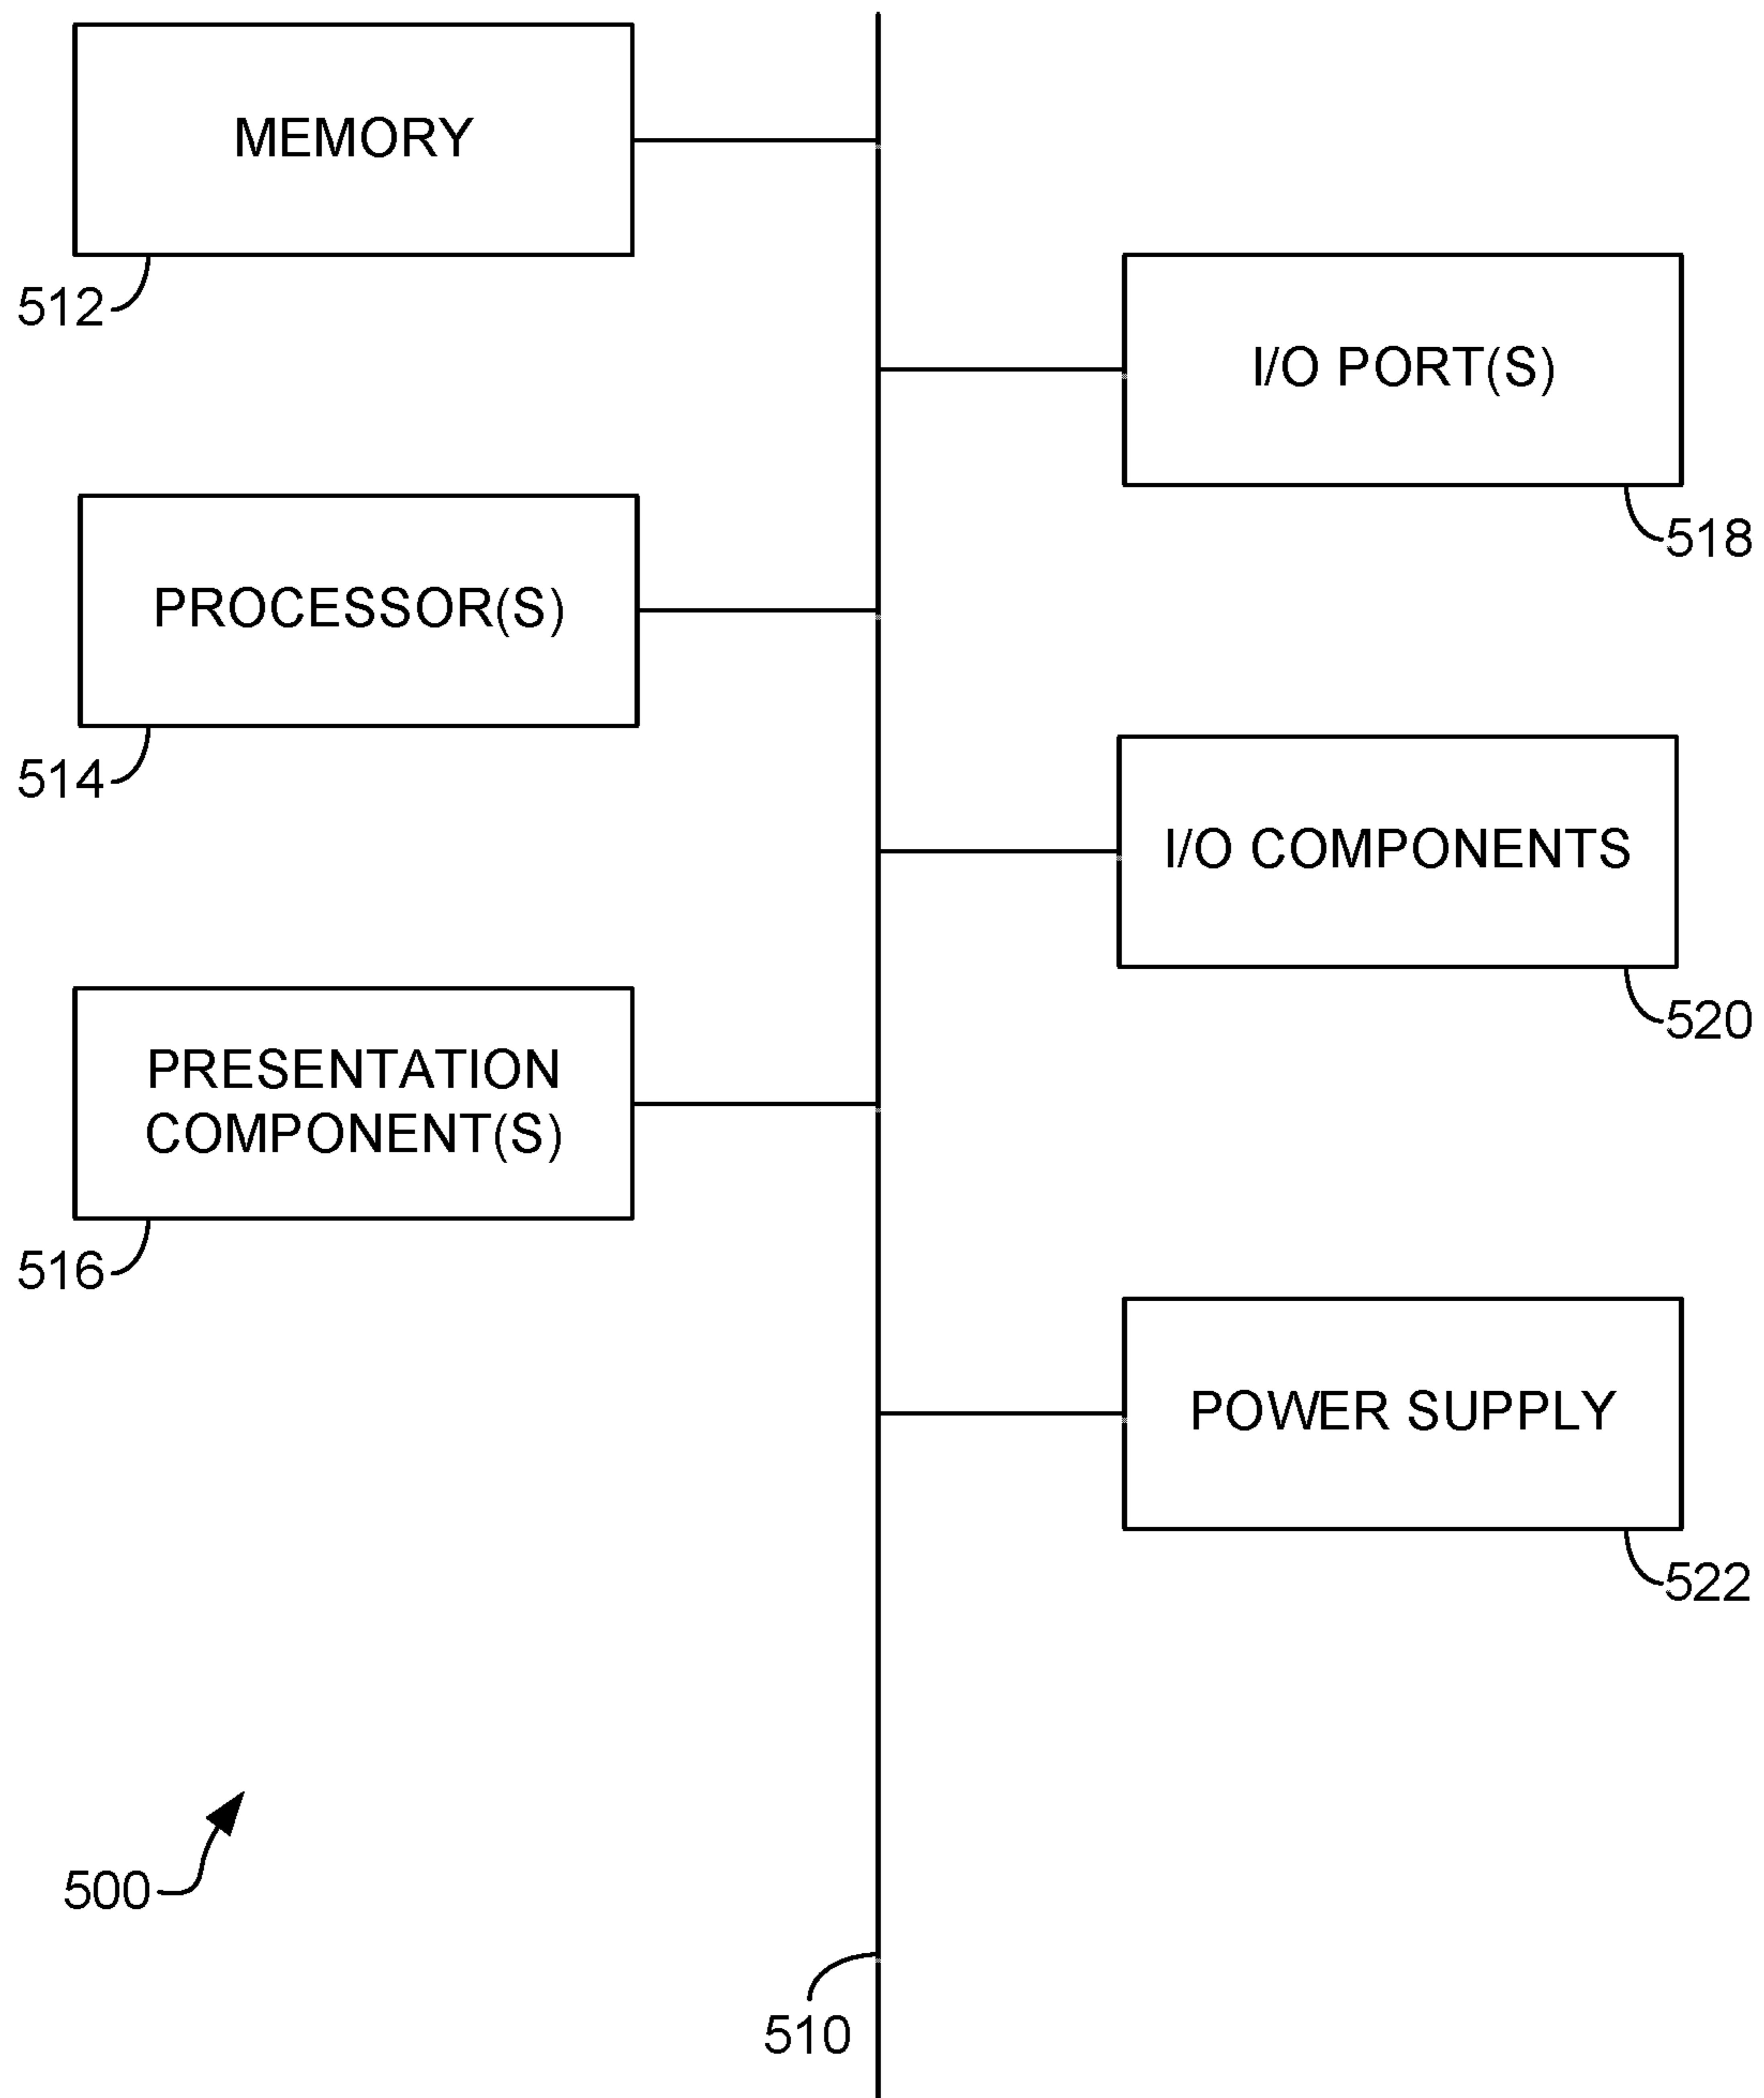 MEMORY
512
I/O PORT(S)
518
PROCESSOR(S)
514
I/O COMPONENTS
520
PRESENTATION
COMPONENT(S)
516
POWER SUPPLY
522
500
510